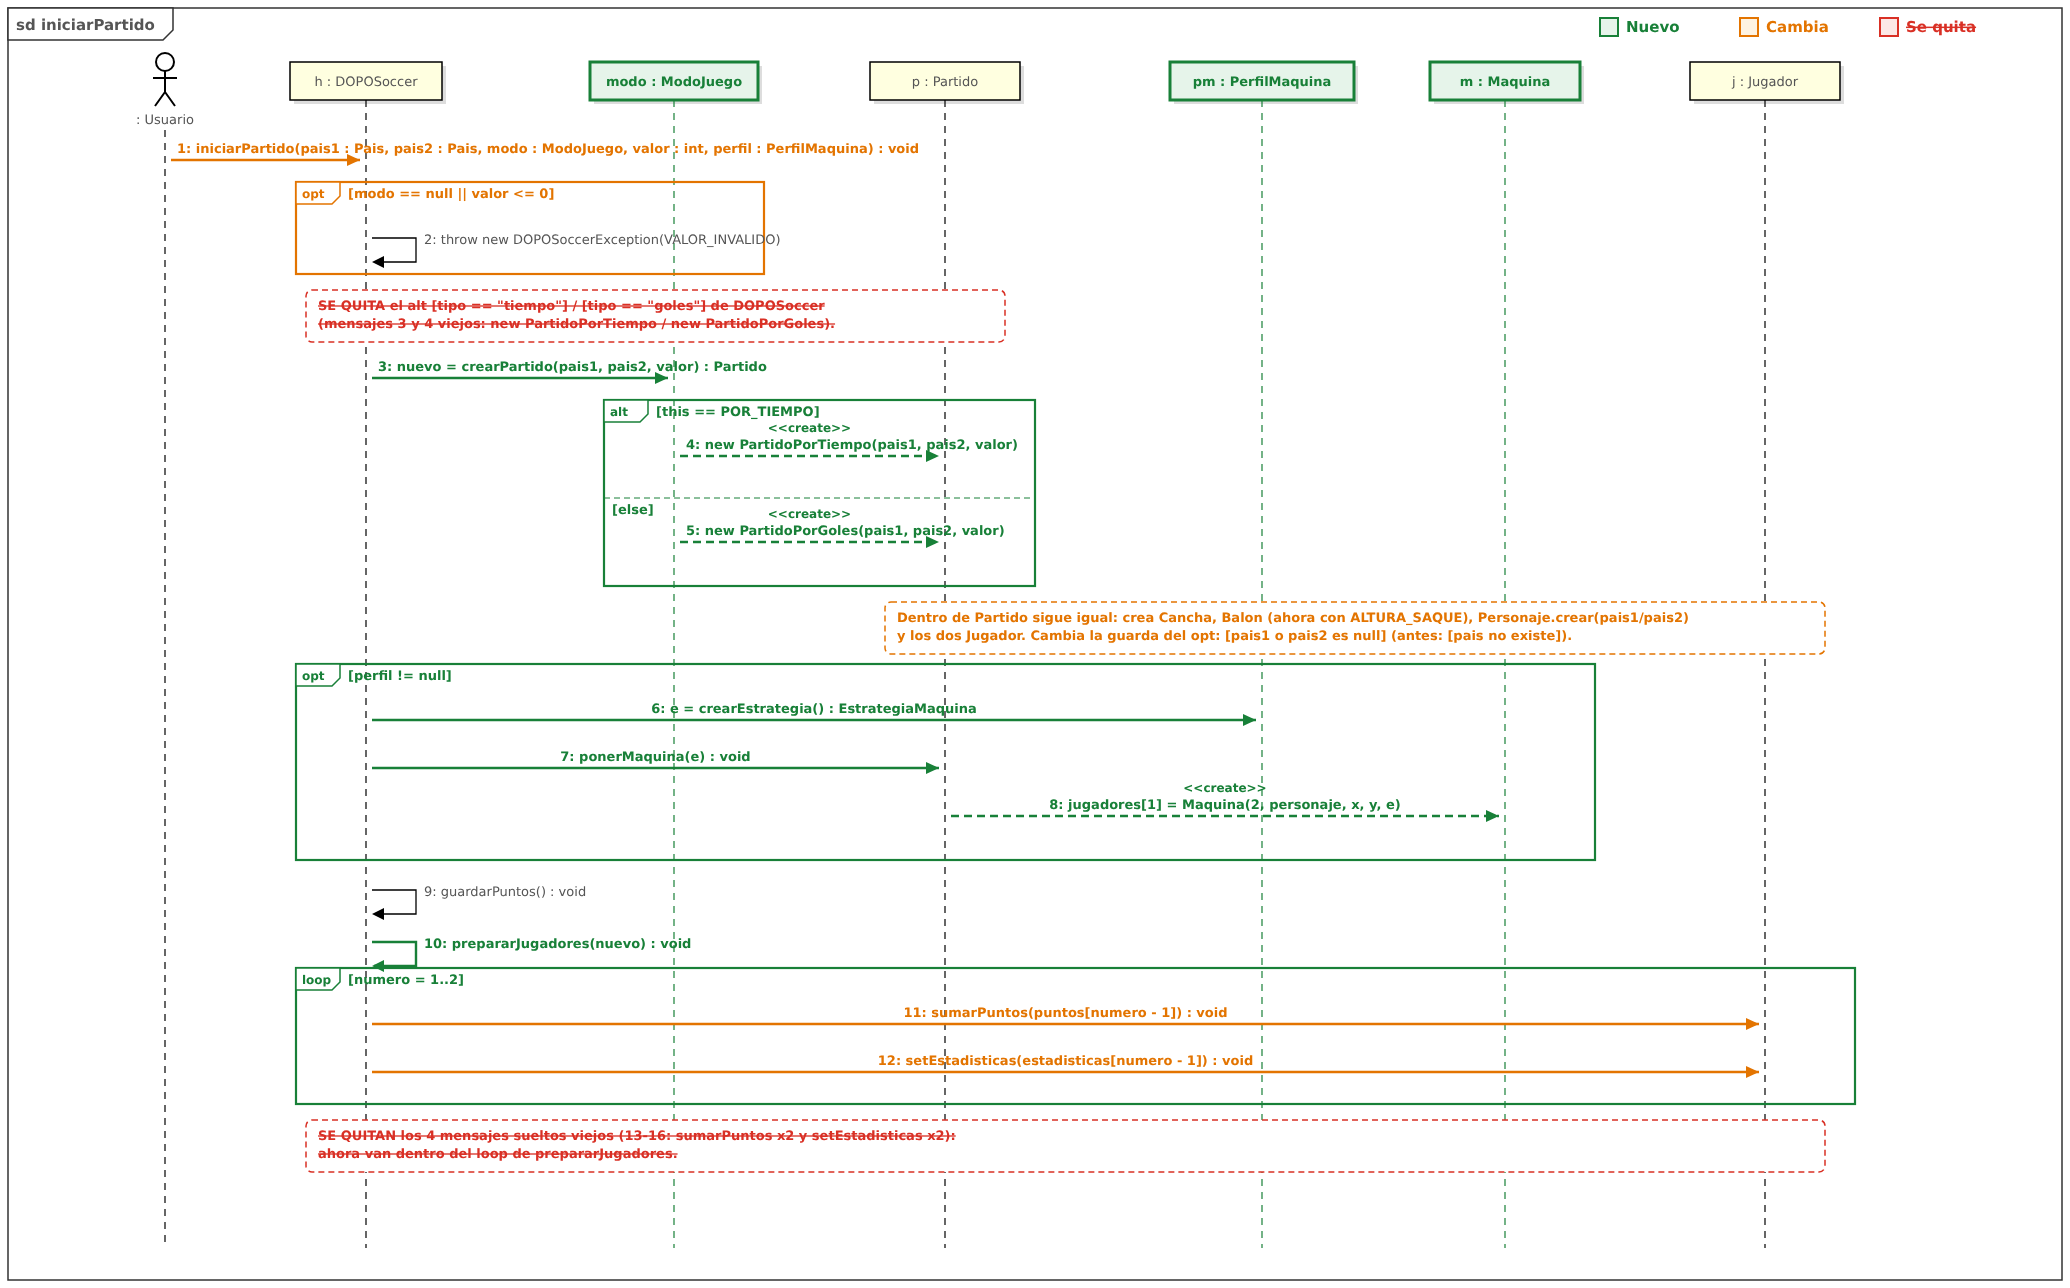 sd iniciarPartido
Nuevo
Cambia
Se quita
h : DOPOSoccer
modo : ModoJuego
p : Partido
pm : PerfilMaquina
m : Maquina
j : Jugador
: Usuario
1: iniciarPartido(pais1 : Pais, pais2 : Pais, modo : ModoJuego, valor : int, perfil : PerfilMaquina) : void
opt [modo == null || valor <= 0]
2: throw new DOPOSoccerException(VALOR_INVALIDO)
SE QUITA el alt [tipo == "tiempo"] / [tipo == "goles"] de DOPOSoccer
(mensajes 3 y 4 viejos: new PartidoPorTiempo / new PartidoPorGoles).
3: nuevo = crearPartido(pais1, pais2, valor) : Partido
alt [this == POR_TIEMPO]
<<create>>
4: new PartidoPorTiempo(pais1, pais2, valor)
[else]
<<create>>
5: new PartidoPorGoles(pais1, pais2, valor)
Dentro de Partido sigue igual: crea Cancha, Balon (ahora con ALTURA_SAQUE), Personaje.crear(pais1/pais2)
y los dos Jugador. Cambia la guarda del opt: [pais1 o pais2 es null] (antes: [pais no existe]).
opt [perfil != null]
6: e = crearEstrategia() : EstrategiaMaquina
7: ponerMaquina(e) : void
<<create>>
8: jugadores[1] = Maquina(2, personaje, x, y, e)
9: guardarPuntos() : void
10: prepararJugadores(nuevo) : void
loop [numero = 1..2]
11: sumarPuntos(puntos[numero - 1]) : void
12: setEstadisticas(estadisticas[numero - 1]) : void
SE QUITAN los 4 mensajes sueltos viejos (13-16: sumarPuntos x2 y setEstadisticas x2):
ahora van dentro del loop de prepararJugadores.